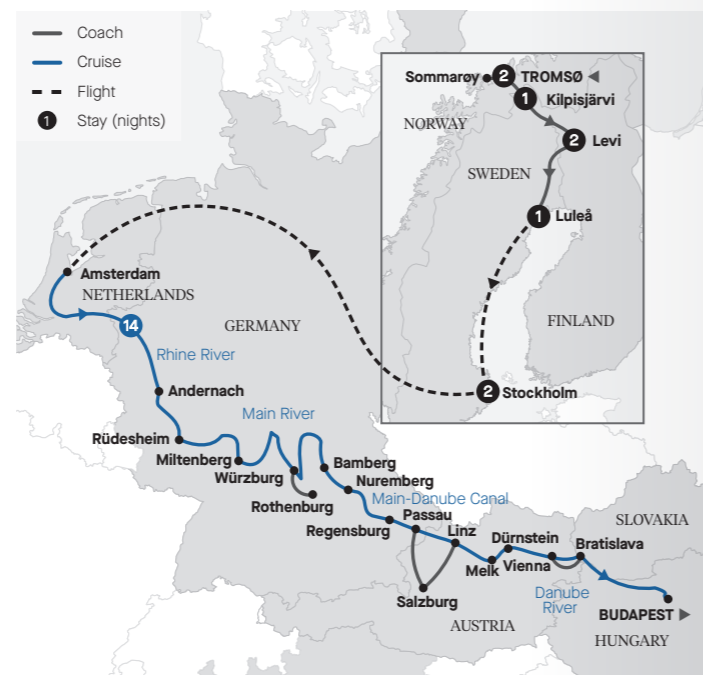 Coach
Cruise
Flight
1 Stay (nights)
Sommarøy
2 TROMSØ
1 Kilpisjärvi
NORWAY
2 Levi
SWEDEN
1 Luleå
FINLAND
2 Stockholm
Amsterdam
NETHERLANDS
14
GERMANY
Rhine River
Andernach
Main River
Rüdesheim
Miltenberg
Würzburg
Bamberg
Nuremberg
Rothenburg
Main-Danube Canal
Regensburg
Passau
Linz
SLOVAKIA
Dürnstein
Bratislava
Melk
Vienna
Salzburg
Danube
River
BUDAPEST
AUSTRIA
HUNGARY